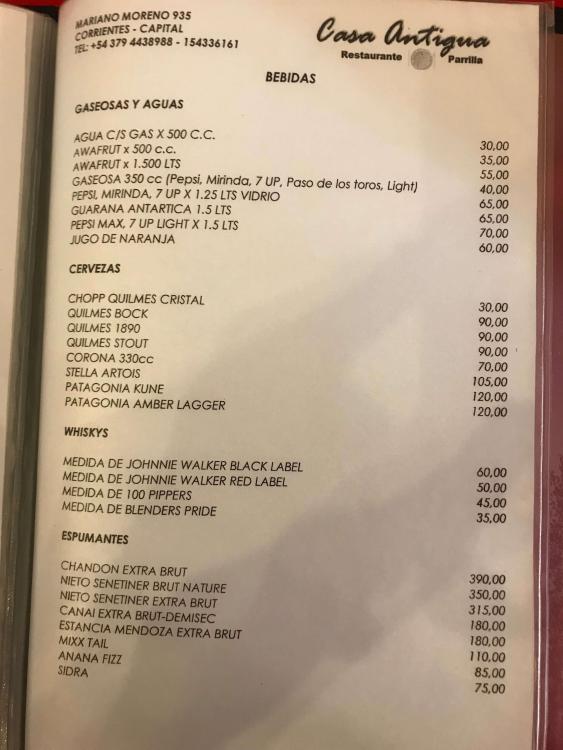 MARIANO MORENO 935
CORRIENTES - CAPITAL
TEL: +54 379 4438988 - 154336161
Casa Antigua
Restaurante Parrilla
BEBIDAS
GASEOSAS Y AGUAS
AGUA C/S GAS X 500 C.C. 30,00
AWAFRUT x 500 c.c. 35,00
AWAFRUT x 1.500 LTS 55,00
GASEOSA 350 cc (Pepsi, Mirinda, 7 UP, Paso de los toros, Light) 40,00
PEPSI, MIRINDA, 7 UP X 1.25 LTS VIDRIO 65,00
GUARANA ANTARTICA 1.5 LTS 65,00
PEPSI MAX, 7 UP LIGHT X 1.5 LTS 70,00
JUGO DE NARANJA 60,00
CERVEZAS
CHOPP QUILMES CRISTAL 30,00
QUILMES BOCK 90,00
QUILMES 1890 90,00
QUILMES STOUT 90,00
CORONA 330cc 70,00
STELLA ARTOIS 105,00
PATAGONIA KUNE 120,00
PATAGONIA AMBER LAGGER 120,00
WHISKYS
MEDIDA DE JOHNNIE WALKER BLACK LABEL 60,00
MEDIDA DE JOHNNIE WALKER RED LABEL 50,00
MEDIDA DE 100 PIPPERS 45,00
MEDIDA DE BLENDERS PRIDE 35,00
ESPUMANTES
CHANDON EXTRA BRUT 390,00
NIETO SENETINER BRUT NATURE 350,00
NIETO SENETINER EXTRA BRUT 315,00
CANAI EXTRA BRUT-DEMISEC 180,00
ESTANCIA MENDOZA EXTRA BRUT 180,00
MIXX TAIL 110,00
ANANA FIZZ 85,00
SIDRA 75,00